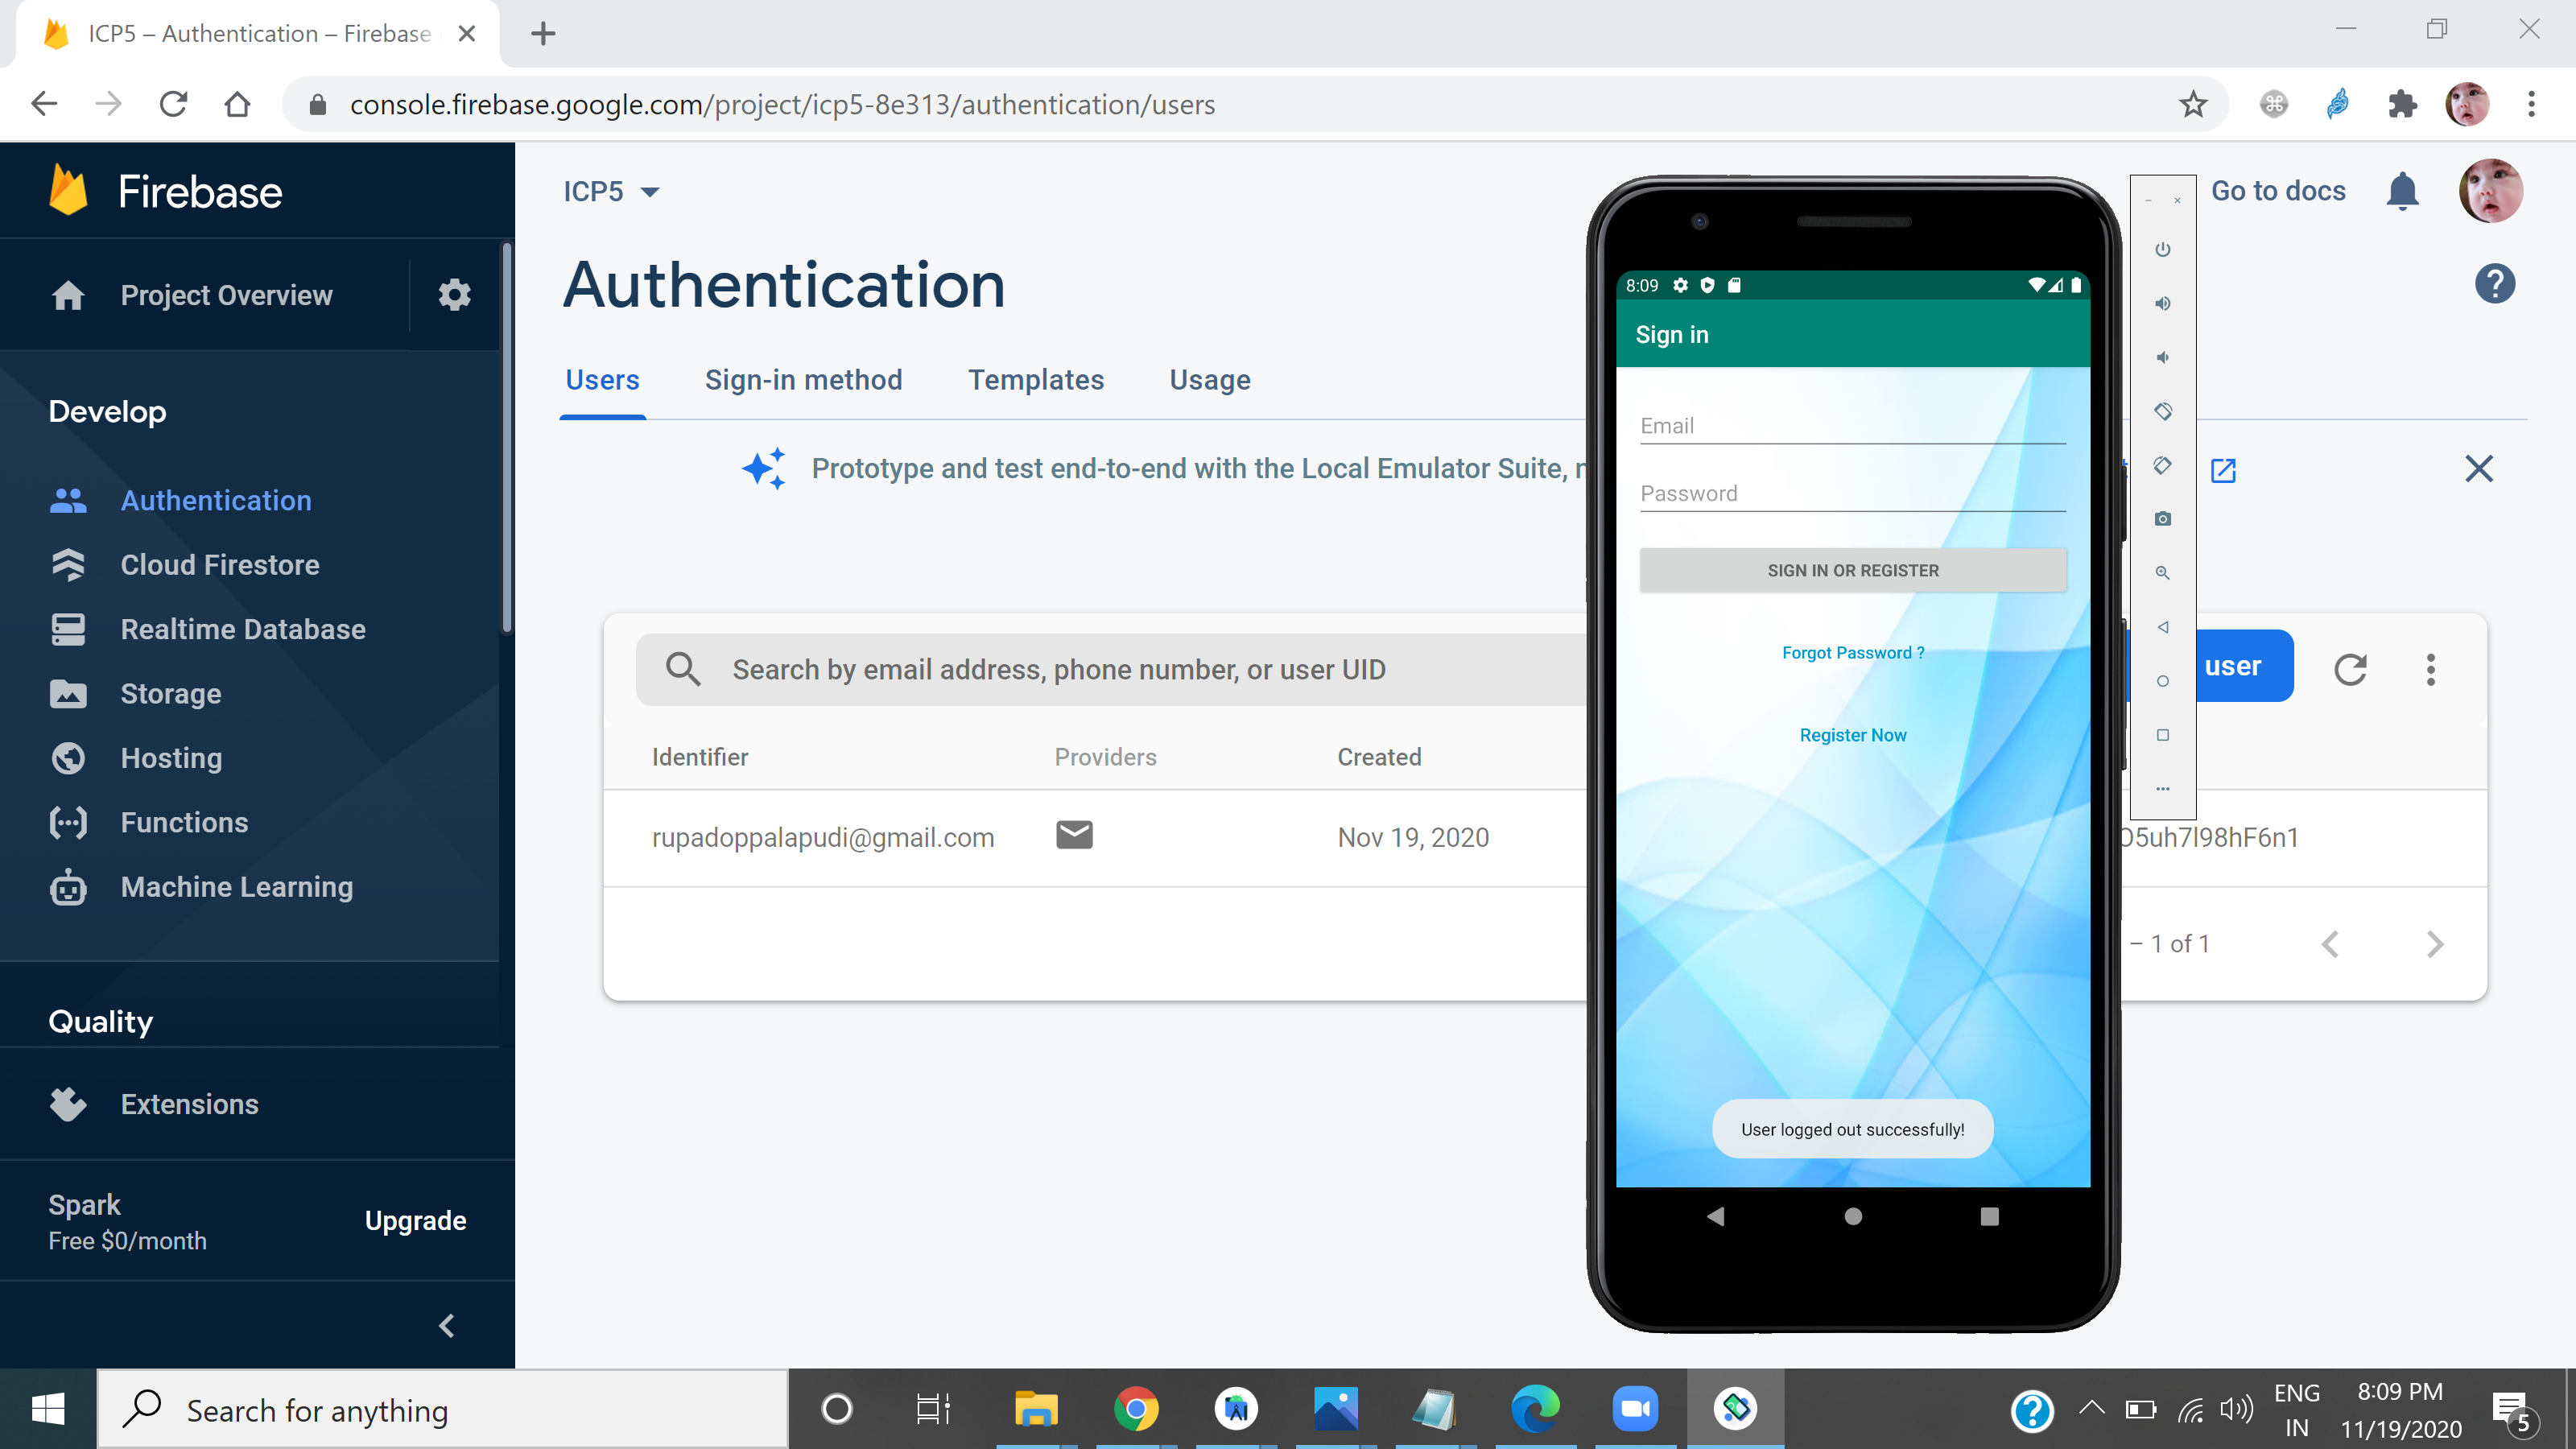 ICP5 – Authentication – Firebase
console.firebase.google.com/project/icp5-8e313/authentication/users
Firebase
Project Overview
Develop
Authentication
Cloud Firestore
Realtime Database
Storage
Hosting
Functions
Machine Learning
Quality
Extensions
Spark
Free $0/month
Upgrade
ICP5
Go to docs
Authentication
Users
Sign-in method
Templates
Usage
Prototype and test end-to-end with the Local Emulator Suite,
Search by email address, phone number, or user UID
user
Identifier
Providers
Created
rupadoppalapudi@gmail.com
Nov 19, 2020
O5uh7l98hF6n1
– 1 of 1
8:09
Sign in
Email
Password
SIGN IN OR REGISTER
Forgot Password ?
Register Now
User logged out successfully!
Search for anything
ENG
IN
8:09 PM
11/19/2020
5